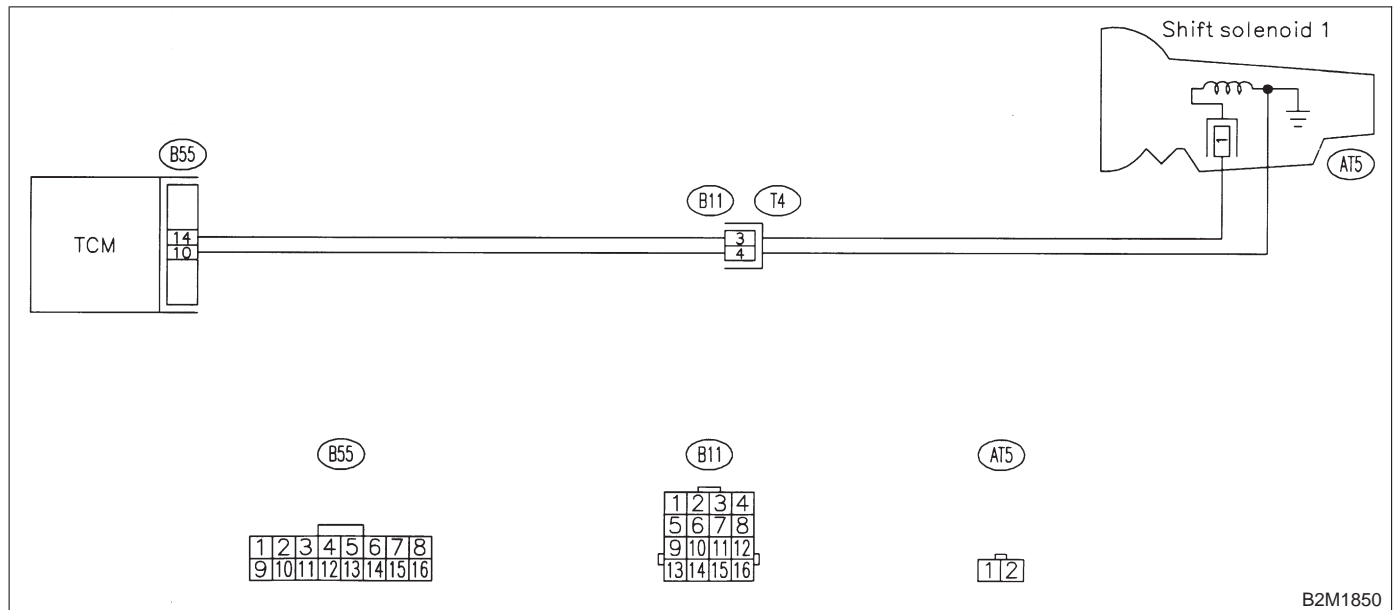 Shift solenoid 1
B55
1
AT5
B11 T4
TCM
14
10
3
4
B55
B11
AT5
1 2 3 4
5 6 7 8
9 10 11 12
13 14 15 16
1 2 3 4 5 6 7 8
9 10 11 12 13 14 15 16
1 2
B2M1850